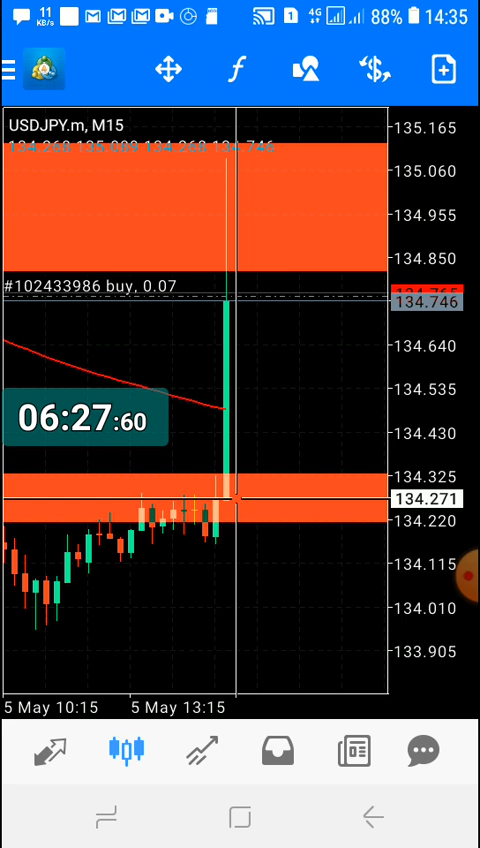 11
KB/s
1
4G
88%
14:35
f
USDJPY.m, M15
134.268 135.089 134.268 134.746
135.165
135.060
134.955
134.850
#102433986 buy, 0.07
134.765
134.746
134.640
134.535
06:27:60
134.430
134.325
134.271
134.220
134.115
134.010
133.905
5 May 10:15
5 May 13:15